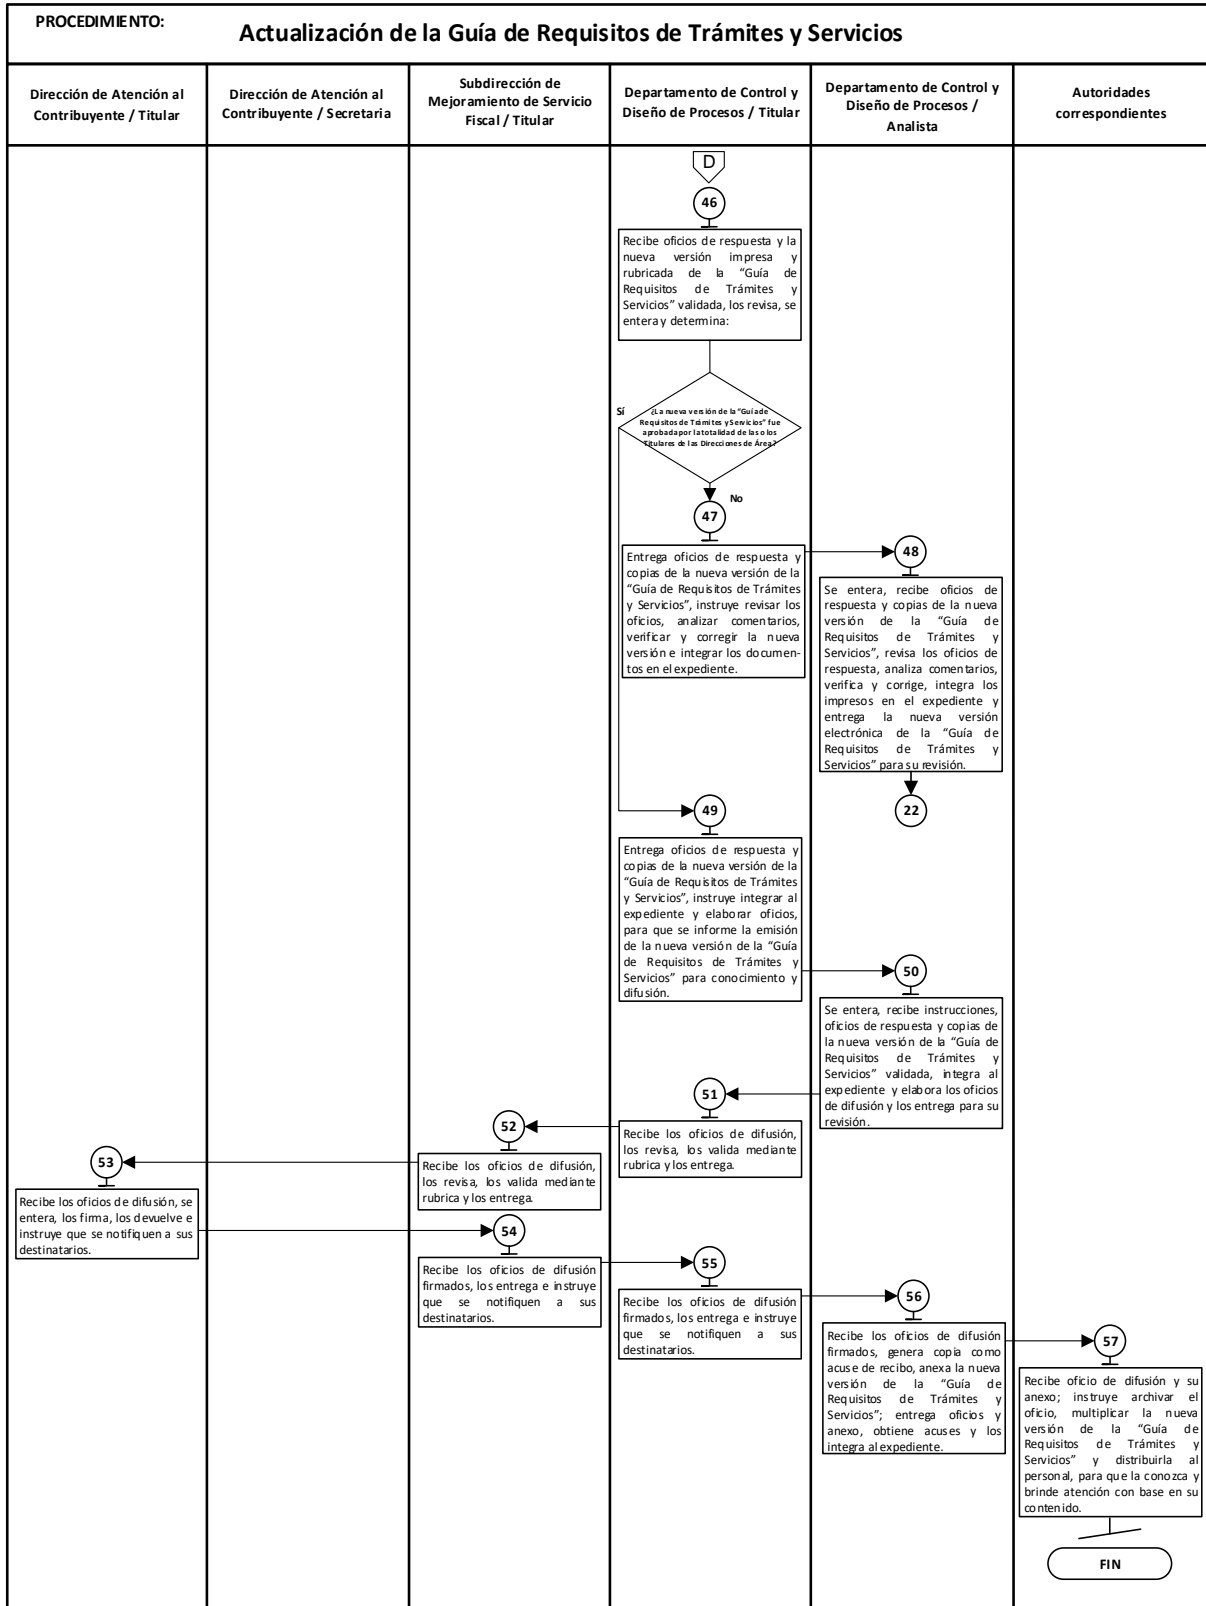 PROCEDIMIENTO:
Actualización de la Guía de Requisitos de Trámites y Servicios
Dirección de Atención al
Contribuyente / Titular
Dirección de Atención al
Contribuyente / Secretaria
Subdirección de
Mejoramiento de Servicio
Fiscal / Titular
Departamento de Control y
Diseño de Procesos / Titular
Departamento de Control y
Diseño de Procesos /
Analista
Autoridades
correspondientes
D
46
Recibe oficios de respuesta y la
nueva versión impresa y
rubricada de la “Guía de
Requisitos de Trámites y
Servicios” validada, los revisa, se
entera y determina:
Sí
¿La nueva versión de la “Guía de
Requisitos de Trámites y Servicios” fue
aprobada por la totalidad de las o los
Titulares de las Direcciones de Área?
No
47
Entrega oficios de respuesta y
copias de la nueva versión de la
“Guía de Requisitos de Trámites
y Servicios”, instruye revisar los
oficios, analizar comentarios,
verificar y corregir la nueva
versión e integrar los documen-
tos en el expediente.
48
Se entera, recibe oficios de
respuesta y copias de la nueva
versión de la “Guía de
Requisitos de Trámites y
Servicios”, revisa los oficios de
respuesta, analiza comentarios,
verifica y corrige, integra los
impresos en el expediente y
entrega la nueva versión
electrónica de la “Guía de
Requisitos de Trámites y
Servicios” para su revisión.
22
49
Entrega oficios de respuesta y
copias de la nueva versión de la
“Guía de Requisitos de Trámites
y Servicios”, instruye integrar al
expediente y elaborar oficios,
para que se informe la emisión
de la nueva versión de la “Guía
de Requisitos de Trámites y
Servicios” para conocimiento y
difusión.
50
Se entera, recibe instrucciones,
oficios de respuesta y copias de
la nueva versión de la “Guía de
Requisitos de Trámites y
Servicios” validada, integra al
expediente y elabora los oficios
de difusión y los entrega para su
revisión.
51
Recibe los oficios de difusión,
los revisa, los valida mediante
rubrica y los entrega.
52
Recibe los oficios de difusión,
los revisa, los valida mediante
rubrica y los entrega.
53
Recibe los oficios de difusión, se
entera, los firma, los devuelve e
instruye que se notifiquen a sus
destinatarios.
54
Recibe los oficios de difusión
firmados, los entrega e instruye
que se notifiquen a sus
destinatarios.
55
Recibe los oficios de difusión
firmados, los entrega e instruye
que se notifiquen a sus
destinatarios.
56
Recibe los oficios de difusión
firmados, genera copia como
acuse de recibo, anexa la nueva
versión de la “Guía de
Requisitos de Trámites y
Servicios”; entrega oficios y
anexo, obtiene acuses y los
integra al expediente.
57
Recibe oficio de difusión y su
anexo; instruye archivar el
oficio, multiplicar la nueva
versión de la “Guía de
Requisitos de Trámites y
Servicios” y distribuirla al
personal, para que la conozca y
brinde atención con base en su
contenido.
FIN